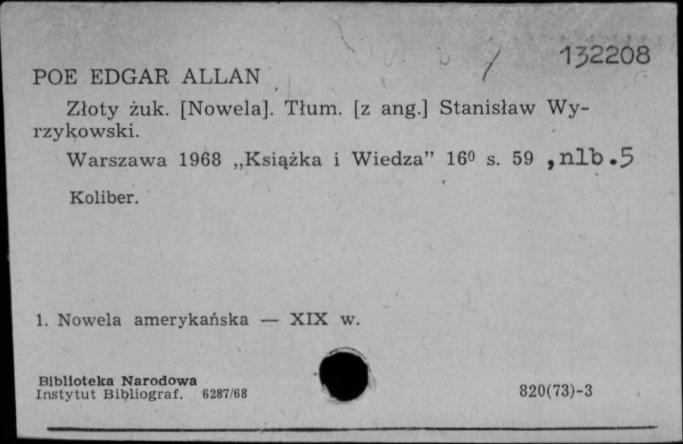 132208
POE EDGAR ALLAN
Złoty żuk. [Nowela]. Tłum. [z ang.] Stanisław Wy-
rzykowski.
Warszawa 1968 „Książka i Wiedza” 16⁰ s. 59 , nlb.5
Koliber.
1. Nowela amerykańska — XIX w.
Biblioteka Narodowa
Instytut Bibliograf. 6287/68
820(73)-3